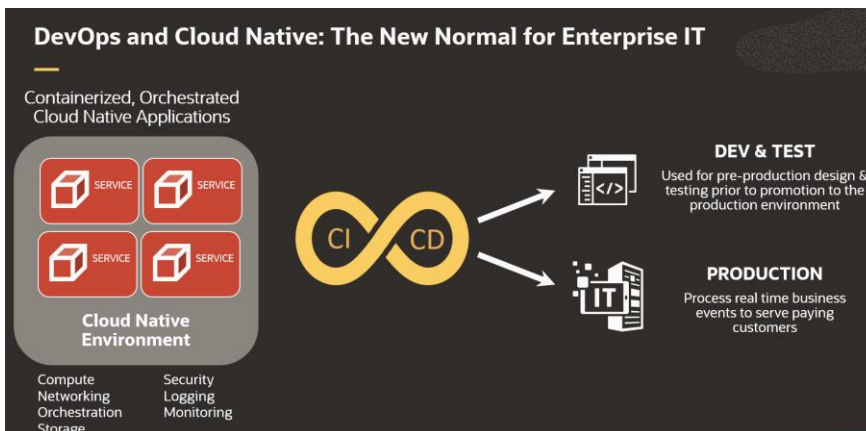 DevOps and Cloud Native: The New Normal for Enterprise IT
Containerized, Orchestrated
Cloud Native Applications
SERVICE
SERVICE
SERVICE
SERVICE
Cloud Native
Environment
Compute
Networking
Orchestration
Storage
Security
Logging
Monitoring
CI
CD
</>
DEV & TEST
Used for pre-production design &
testing prior to promotion to the
production environment
IT
PRODUCTION
Process real time business
events to serve paying
customers